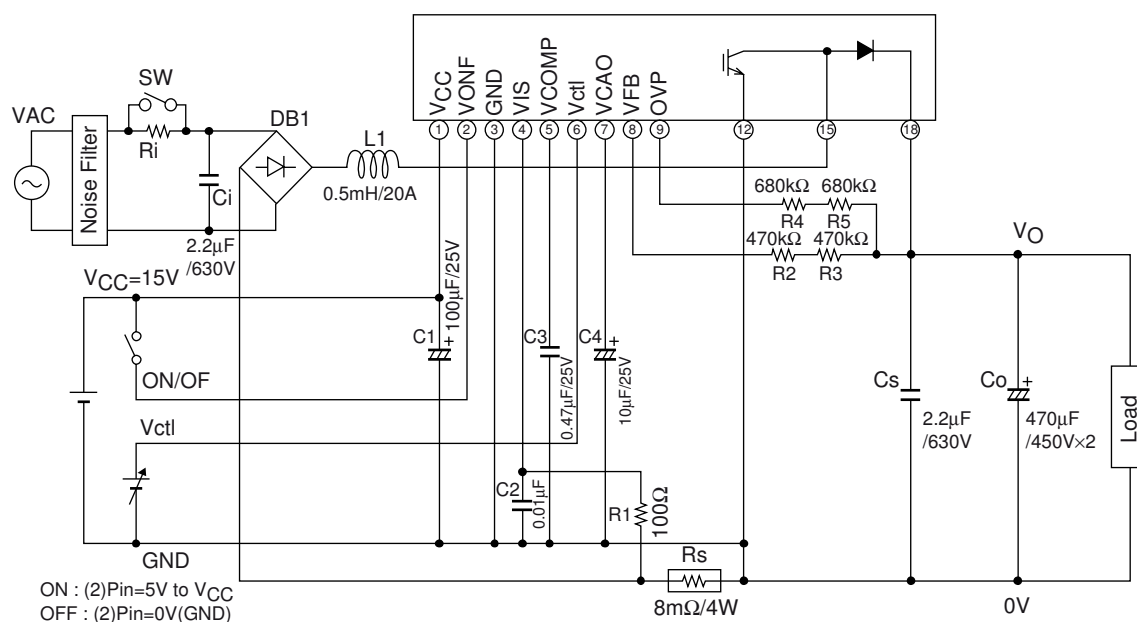 VCC
VONF
GND
VIS
VCOMP
Vctl
VCAO
VFB
OVP
1
2
3
4
5
6
7
8
9
12
15
18
SW
VAC
Noise Filter
Ri
Ci
2.2µF
/630V
DB1
L1
0.5mH/20A
680kΩ
680kΩ
R4
R5
470kΩ
470kΩ
R2
R3
VO
VCC=15V
100µF/25V
C1
+
C3
0.47µF/25V
C4
+
10µF/25V
ON/OF
Vctl
Cs
2.2µF
/630V
Co
+
470µF
/450V×2
Load
C2
0.01µF
R1
100Ω
GND
Rs
8mΩ/4W
0V
ON : (2)Pin=5V to VCC
OFF : (2)Pin=0V(GND)